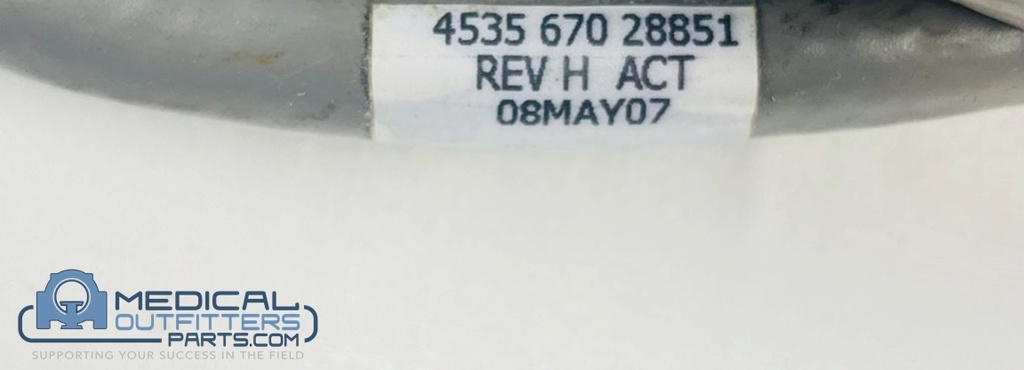 4535 670 28851
REV H ACT
08MAY07
MEDICAL
OUTFITTERS
PARTS.COM
SUPPORTING YOUR SUCCESS IN THE FIELD